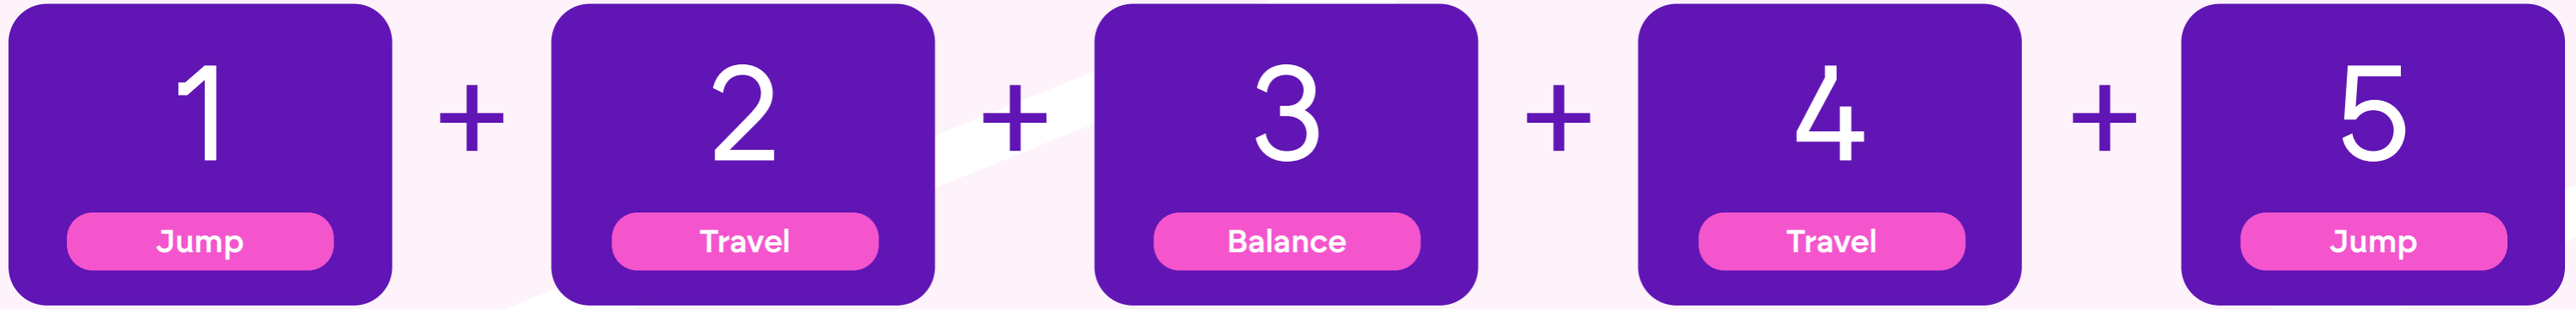 1 + 2 + 3 + 4 + 5
Jump Travel Balance Travel Jump